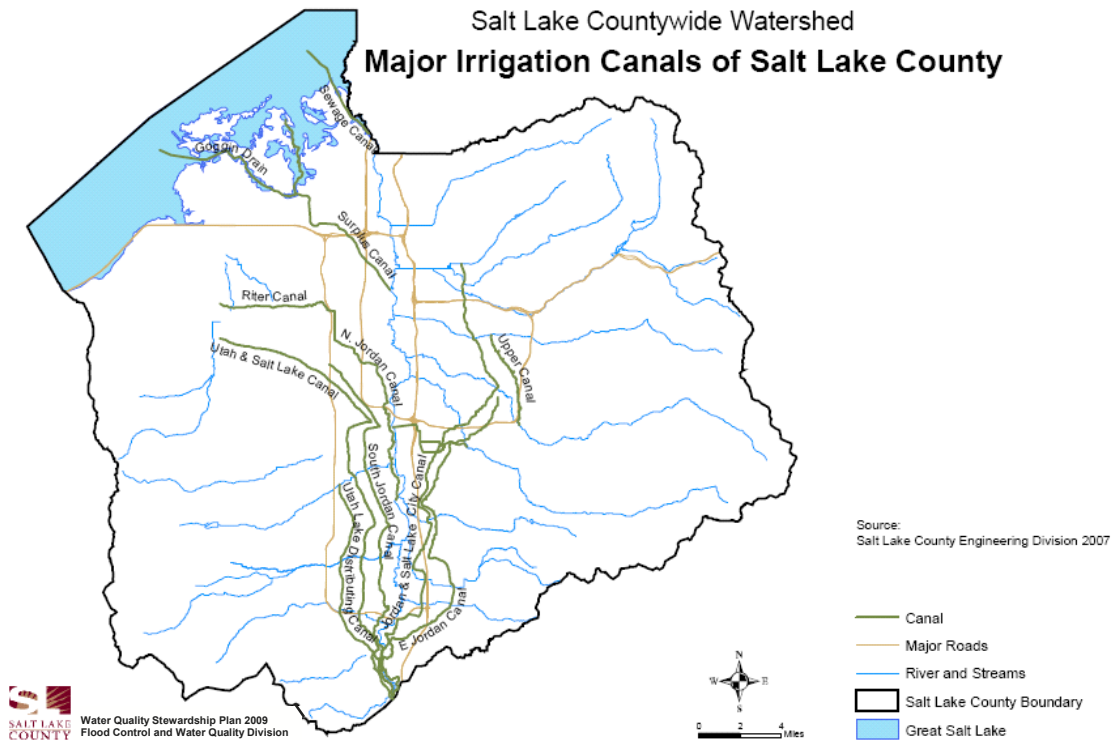 Salt Lake Countywide Watershed
Major Irrigation Canals of Salt Lake County
Sewage Canal
Goggin Drain
Surplus Canal
Riter Canal
N. Jordan Canal
Utah & Salt Lake Canal
Upper Canal
South Jordan Canal
Utah Lake Distributing Canal
Jordan & Salt Lake City Canal
E. Jordan Canal
Source:
Salt Lake County Engineering Division 2007
Canal
Major Roads
River and Streams
Salt Lake County Boundary
Great Salt Lake
N
W E
S
0 2 4
Miles
SL
SALT LAKE
COUNTY
Water Quality Stewardship Plan 2009
Flood Control and Water Quality Division